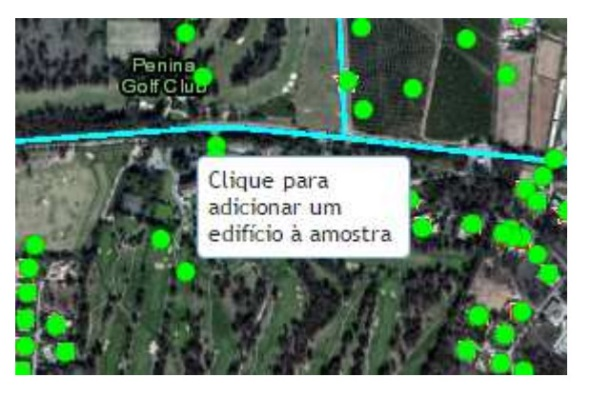 Penina
Golf Club
Clique para
adicionar um
edifício à amostra